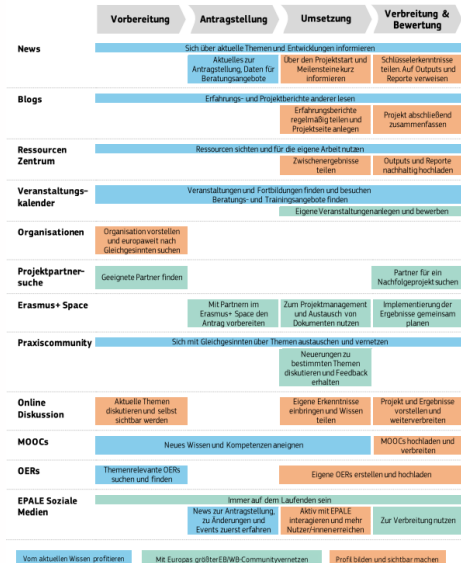 Vorbereitung
Antragstellung
Umsetzung
Verbreitung &
Bewertung
News
Sich über aktuelle Themen und Entwicklungen informieren
Aktuelles zur
Antragstellung, Daten für
Beratungsangebote
Über den Projektstart und
Meilensteine kurz
informieren
Schlüsselerkenntnisse
teilen. Auf Outputs und
Reporte verweisen
Blogs
Erfahrungs- und Projektberichte anderer lesen
Erfahrungsberichte
regelmäßig teilen und
Projektseite anlegen
Projekt abschließend
zusammenfassen
Ressourcen
Zentrum
Ressourcen sichten und für die eigene Arbeit nutzen
Zwischenergebnisse
teilen
Outputs und Reporte
nachhaltig hochladen
Veranstaltungs-
kalender
Veranstaltungen und Fortbildungen finden und besuchen
Beratungs- und Trainingsangebote finden
Eigene Veranstaltungen anlegen und bewerben
Organisationen
Organisation vorstellen
und europaweit nach
Gleichgesinnten suchen
Projektpartner-
suche
Geeignete Partner finden
Partner für ein
Nachfolgeprojekt suchen
Erasmus+ Space
Mit Partnern im
Erasmus+ Space den
Antrag vorbereiten
Zum Projektmanagement
und Austausch von
Dokumenten nutzen
Implementierung der
Ergebnisse gemeinsam
planen
Praxiscommunity
Sich mit Gleichgesinnten über Themen austauschen und vernetzen
Neuerungen zu
bestimmten Themen
diskutieren und Feedback
erhalten
Online
Diskussion
Aktuelle Themen
diskutieren und selbst
sichtbar werden
Eigene Erkenntnisse
einbringen und Wissen
teilen
Projekt und Ergebnisse
vorstellen und
weiterverbreiten
MOOCs
Neues Wissen und Kompetenzen aneignen
MOOCs hochladen und
verbreiten
OERs
Themenrelevante OERs
suchen und finden
Eigene OERs erstellen und hochladen
EPALE Soziale
Medien
Immer auf dem Laufenden sein
News zur Antragstellung,
zu Änderungen und
Events zuerst erfahren
Aktiv mit EPALE
interagieren und mehr
Nutzer/-innen erreichen
Zur Verbreitung nutzen
Vom aktuellen Wissen profitieren
Mit Europas größter EB/WB-Community vernetzen
Profil bilden und sichtbar machen